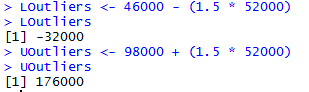 > LOutliers <- 46000 - (1.5 * 52000)
> LOutliers
[1] -32000
> UOutliers <- 98000 + (1.5 * 52000)
> UOutliers
[1] 176000